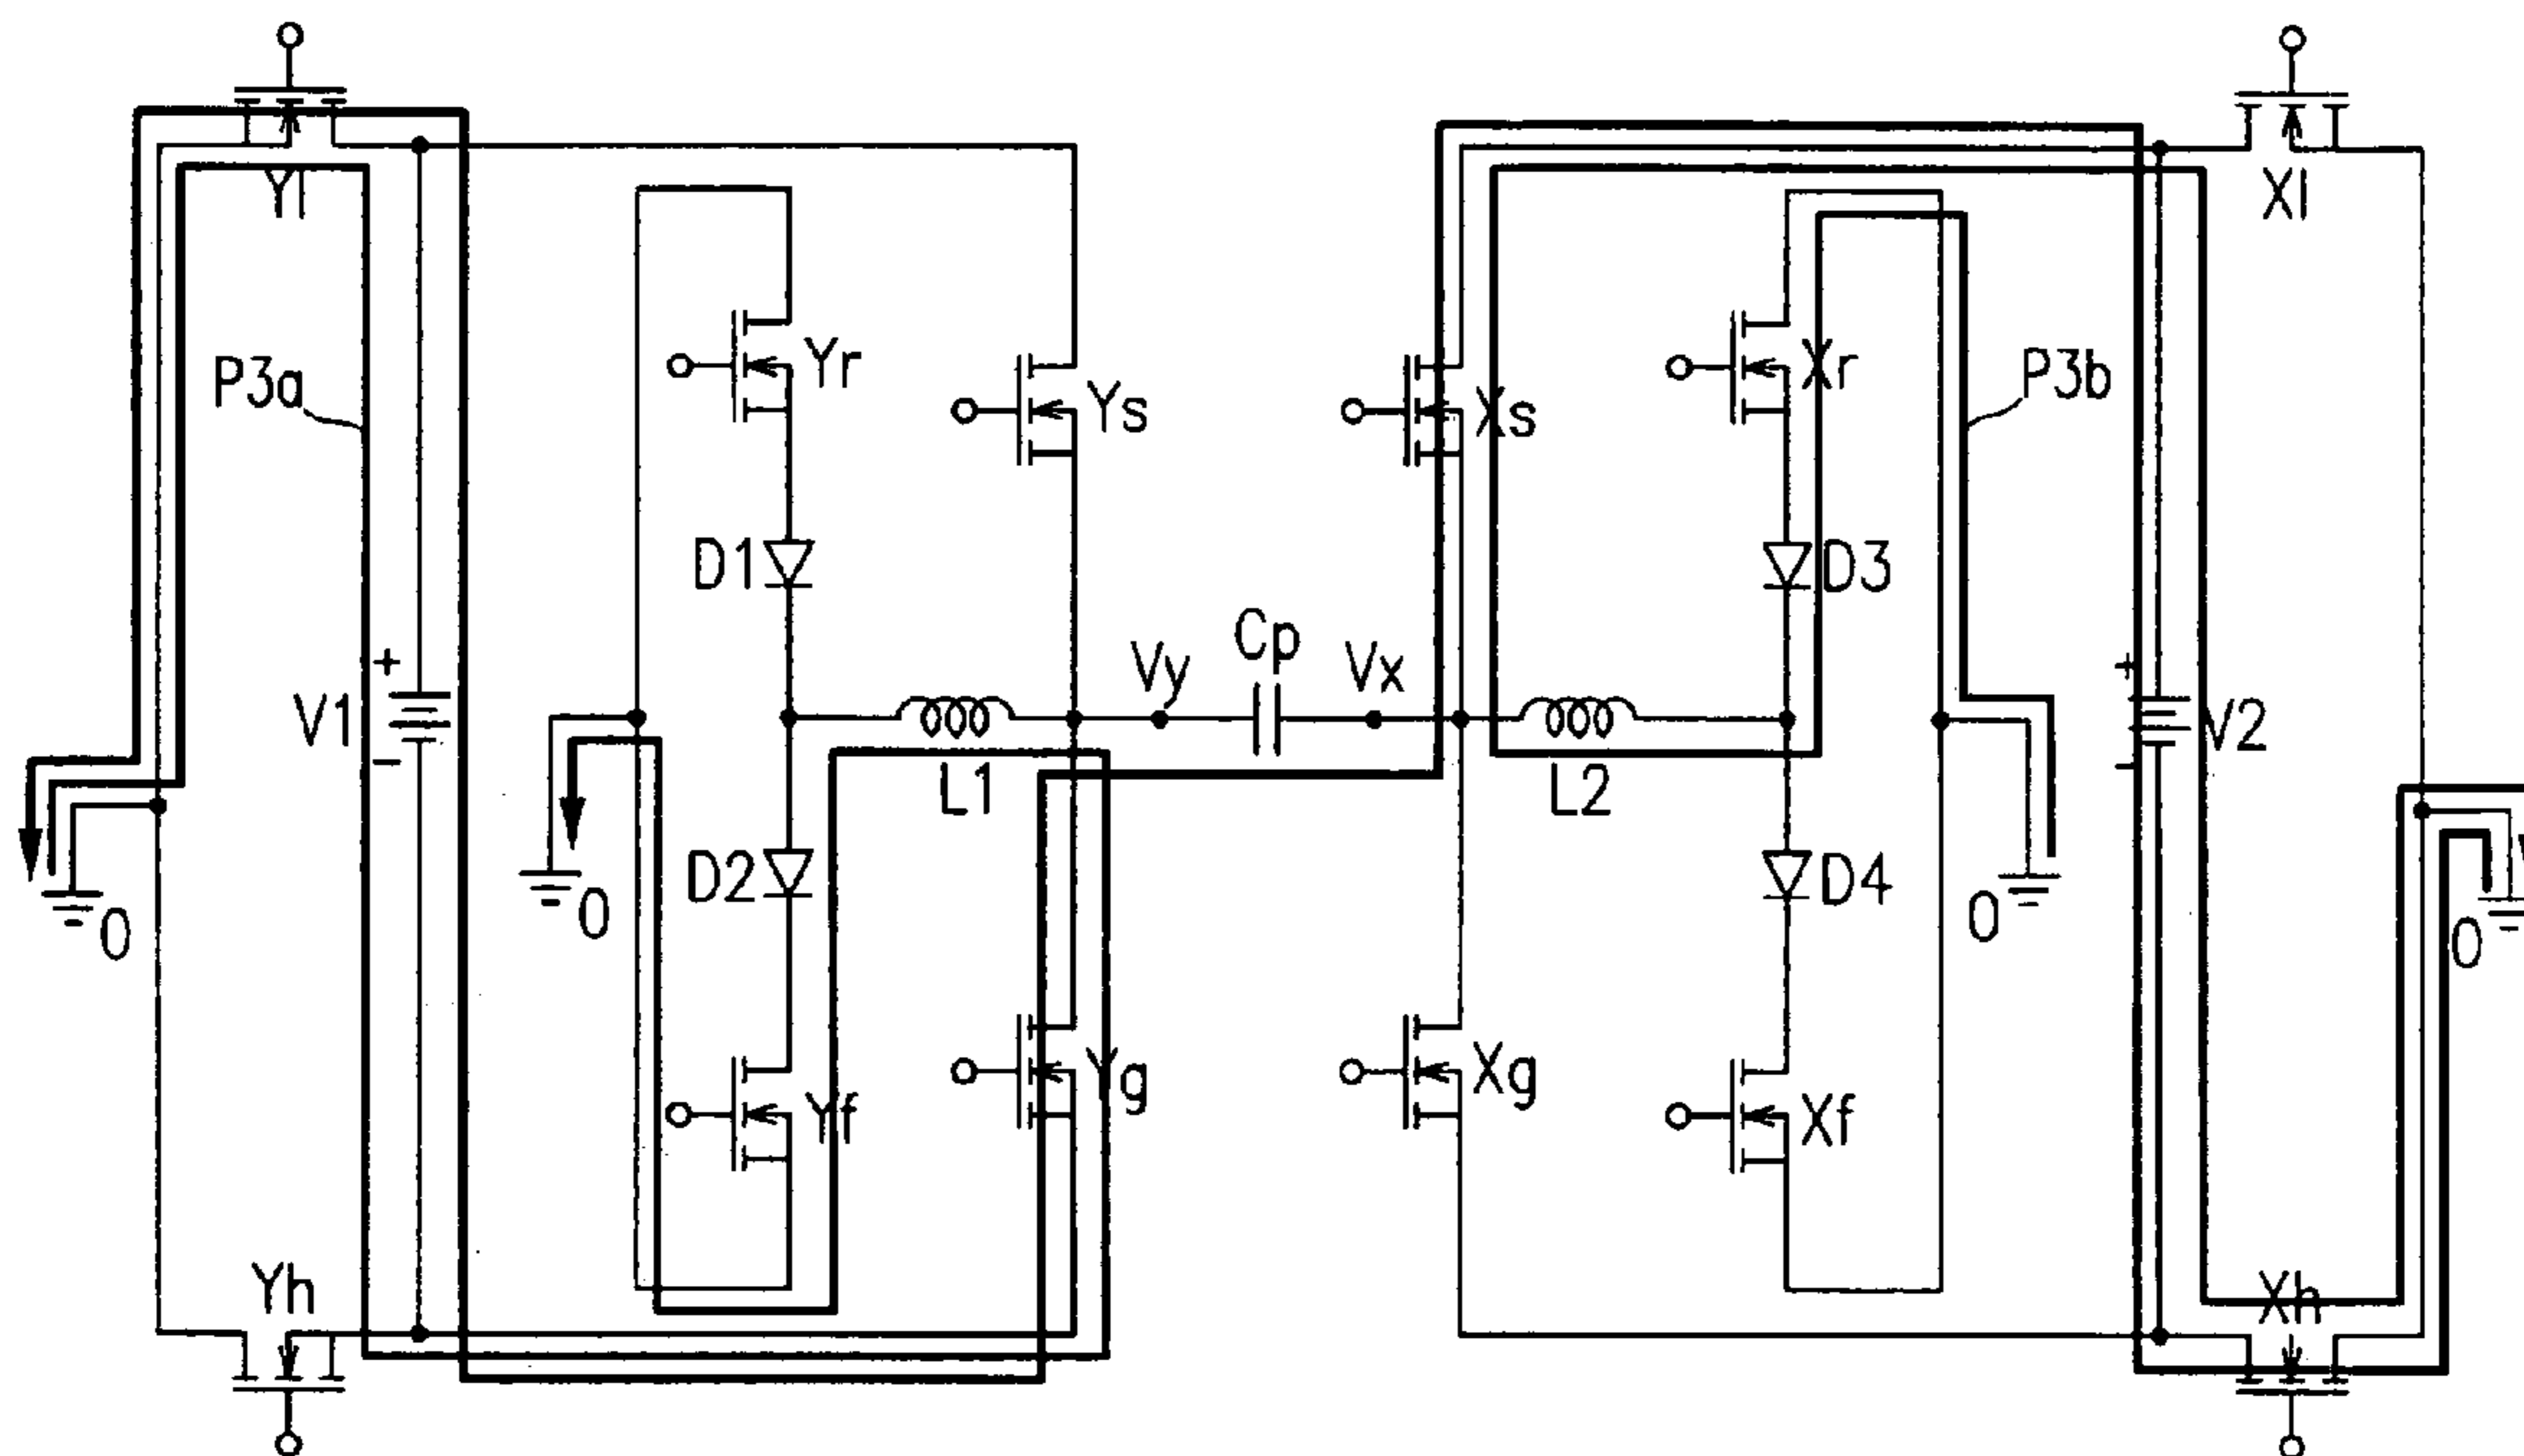 Yl
Xl
P3a
Yr
Ys
Xs
Xr
P3b
D1
D3
Cp
Vy
Vx
V1
+
-
+
-
V2
L1
L2
D2
D4
0
0
0
0
Yf
Yg
Xg
Xf
Yh
Xh